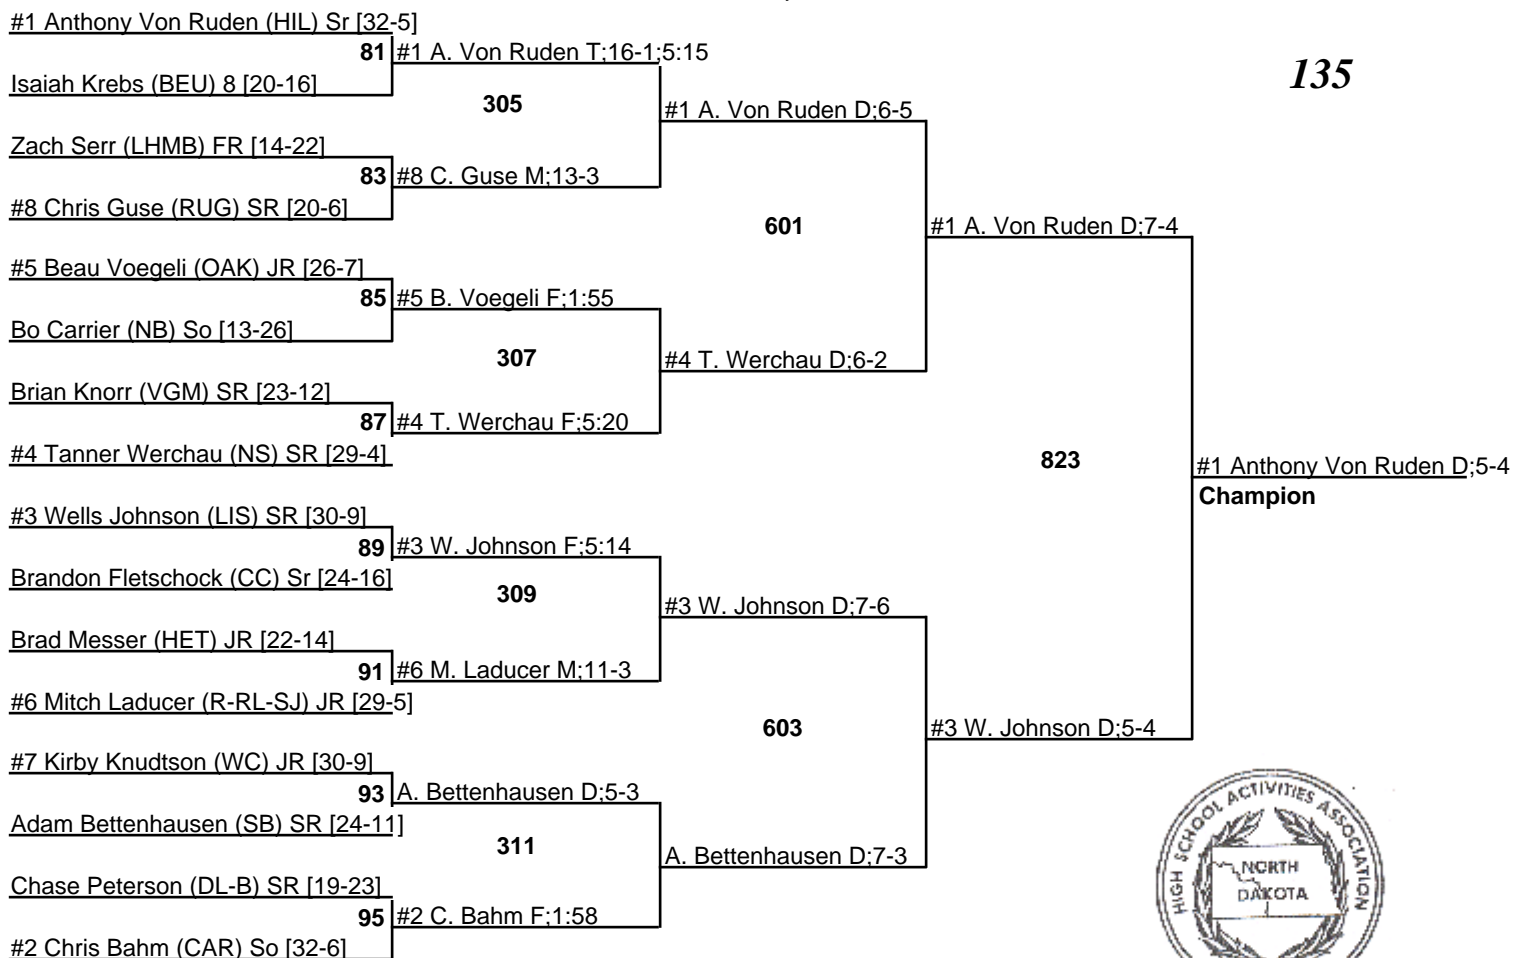 #1 Anthony Von Ruden (HIL) Sr [32-5]
81 #1 A. Von Ruden T;16-1;5:15
Isaiah Krebs (BEU) 8 [20-16]
135
305
#1 A. Von Ruden D;6-5
Zach Serr (LHMB) FR [14-22]
83 #8 C. Guse M;13-3
#8 Chris Guse (RUG) SR [20-6]
601
#1 A. Von Ruden D;7-4
#5 Beau Voegeli (OAK) JR [26-7]
85 #5 B. Voegeli F;1:55
Bo Carrier (NB) So [13-26]
307
#4 T. Werchau D;6-2
Brian Knorr (VGM) SR [23-12]
87 #4 T. Werchau F;5:20
#4 Tanner Werchau (NS) SR [29-4]
823
#1 Anthony Von Ruden D;5-4
Champion
#3 Wells Johnson (LIS) SR [30-9]
89 #3 W. Johnson F;5:14
Brandon Fletschock (CC) Sr [24-16]
309
#3 W. Johnson D;7-6
Brad Messer (HET) JR [22-14]
91 #6 M. Laducer M;11-3
#6 Mitch Laducer (R-RL-SJ) JR [29-5]
603
#3 W. Johnson D;5-4
#7 Kirby Knudtson (WC) JR [30-9]
93 A. Bettenhausen D;5-3
Adam Bettenhausen (SB) SR [24-11]
311
A. Bettenhausen D;7-3
Chase Peterson (DL-B) SR [19-23]
95 #2 C. Bahm F;1:58
#2 Chris Bahm (CAR) So [32-6]
HIGH SCHOOL ACTIVITIES ASSOCIATION
NORTH
DAKOTA